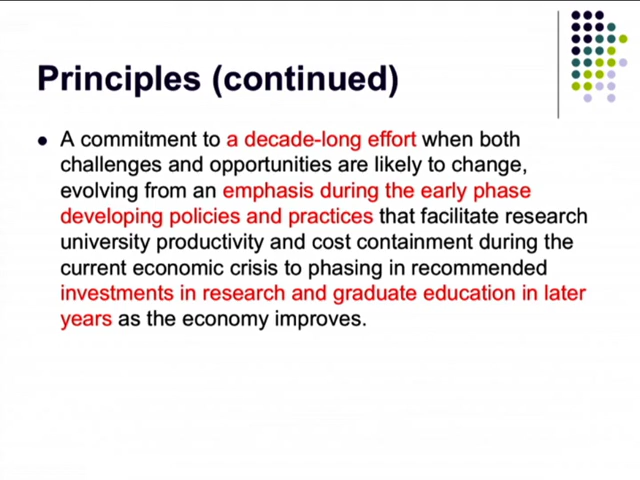 Principles (continued)
● A commitment to a decade-long effort when both
challenges and opportunities are likely to change,
evolving from an emphasis during the early phase
developing policies and practices that facilitate research
university productivity and cost containment during the
current economic crisis to phasing in recommended
investments in research and graduate education in later
years as the economy improves.